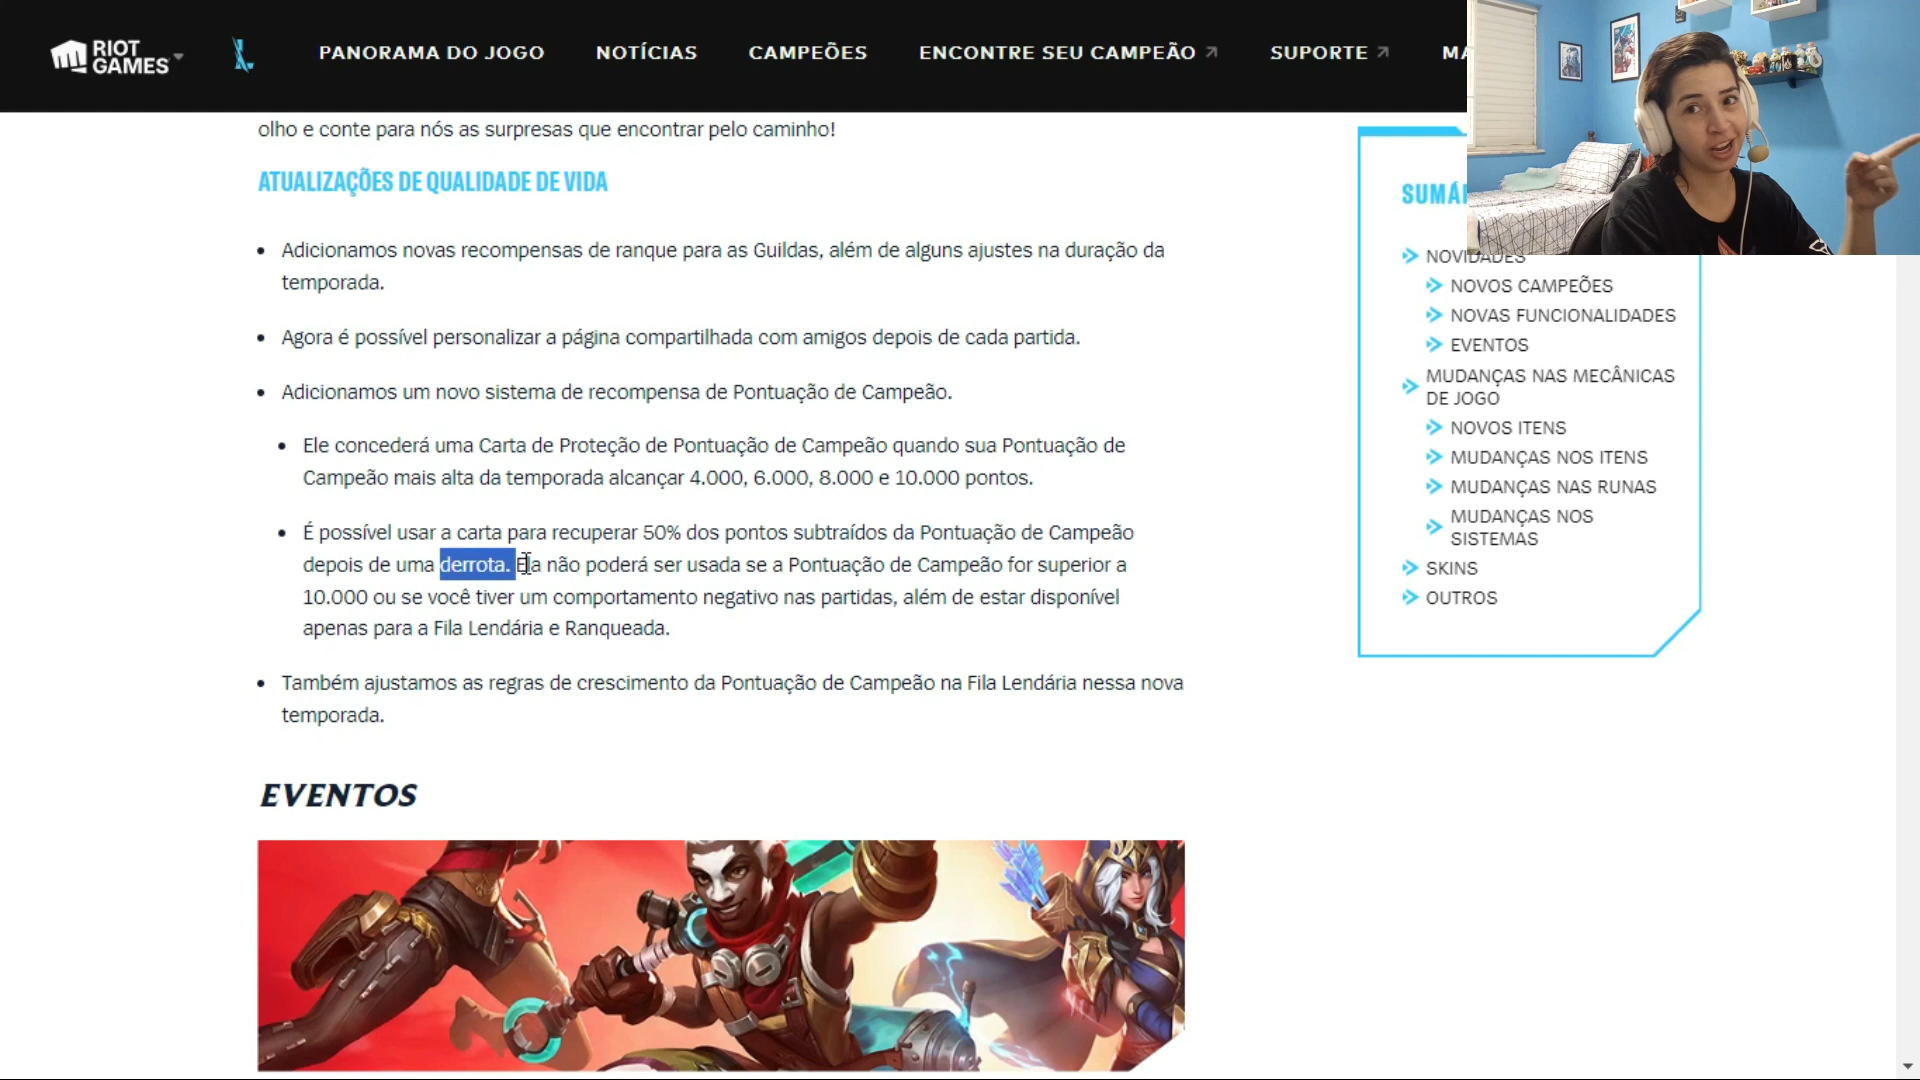 RIOT GAMES
PANORAMA DO JOGO
NOTÍCIAS
CAMPEÕES
ENCONTRE SEU CAMPEÃO
SUPORTE
olho e conte para nós as surpresas que encontrar pelo caminho!
ATUALIZAÇÕES DE QUALIDADE DE VIDA
Adicionamos novas recompensas de ranque para as Guildas, além de alguns ajustes na duração da
temporada.
Agora é possível personalizar a página compartilhada com amigos depois de cada partida.
Adicionamos um novo sistema de recompensa de Pontuação de Campeão.
Ele concederá uma Carta de Proteção de Pontuação de Campeão quando sua Pontuação de
Campeão mais alta da temporada alcançar 4.000, 6.000, 8.000 e 10.000 pontos.
É possível usar a carta para recuperar 50% dos pontos subtraídos da Pontuação de Campeão
depois de uma derrota. Ela não poderá ser usada se a Pontuação de Campeão for superior a
10.000 ou se você tiver um comportamento negativo nas partidas, além de estar disponível
apenas para a Fila Lendária e Ranqueada.
Também ajustamos as regras de crescimento da Pontuação de Campeão na Fila Lendária nessa nova
temporada.
EVENTOS
NOVIDADES
NOVOS CAMPEÕES
NOVAS FUNCIONALIDADES
EVENTOS
MUDANÇAS NAS MECÂNICAS
DE JOGO
NOVOS ITENS
MUDANÇAS NOS ITENS
MUDANÇAS NAS RUNAS
MUDANÇAS NOS
SISTEMAS
SKINS
OUTROS